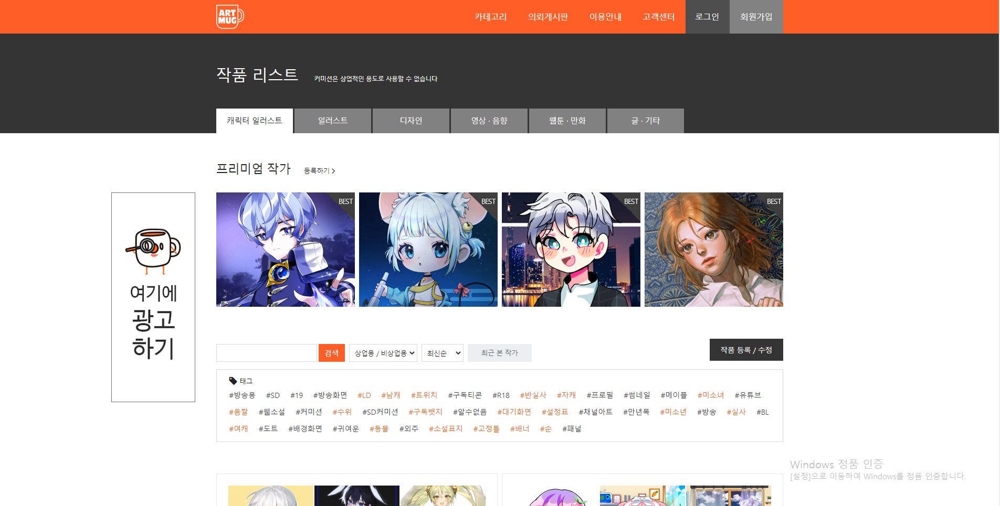 ART
MUG
카테고리 의뢰게시판 이용안내 고객센터 로그인 회원가입
작품 리스트 커미션은 상업적인 용도로 사용할 수 없습니다
캐릭터 일러스트 일러스트 디자인 영상 · 음향 웹툰 · 만화 글 · 기타
프리미엄 작가 등록하기
BEST BEST BEST BEST
여기에
광고
하기
검색 상업용 / 비상업용 최신순 최근 본 작가 작품 등록 / 수정
태그
#방송용 #SD #19 #방송화면 #LD #남캐 #트위치 #구독티콘 #R18 #반실사 #자캐 #프로필 #썸네일 #메이플 #미소녀 #유튜브
#움짤 #웹소설 #커미션 #수위 #SD커미션 #구독뱃지 #알수없음 #대기화면 #설정표 #채널아트 #만년목 #미소년 #방송 #실사 #BL
#여캐 #도트 #배경화면 #귀여운 #동물 #외주 #소설표지 #고정틀 #배너 #순 #패널
Windows 정품 인증
[설정]으로 이동하여 Windows를 정품 인증합니다.